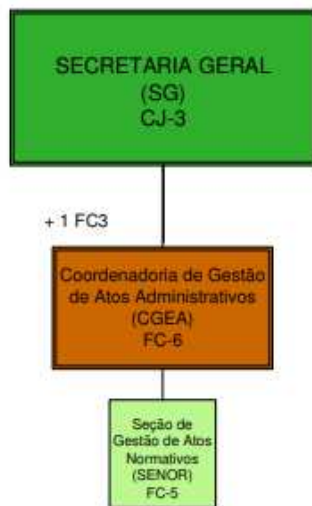 SECRETARIA GERAL
(SG)
CJ-3
+ 1 FC3
Coordenadoria de Gestão
de Atos Administrativos
(CGEA)
FC-6
Seção de
Gestão de Atos
Normativos
(SENOR)
FC-5